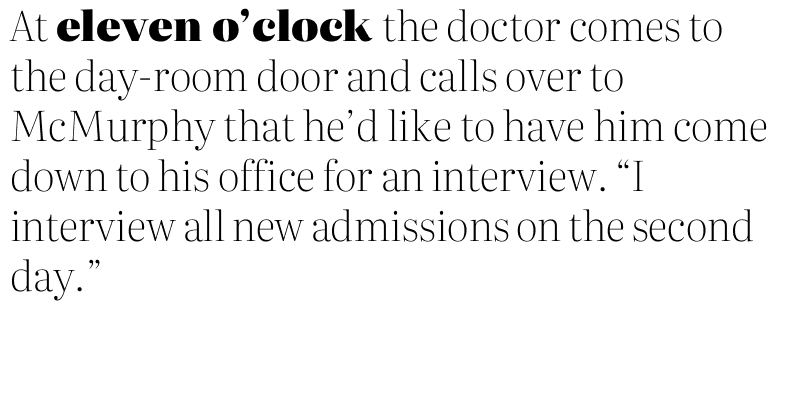 At eleven o’clock the doctor comes to
the day-room door and calls over to
McMurphy that he’d like to have him come
down to his office for an interview. “I
interview all new admissions on the second
day.”